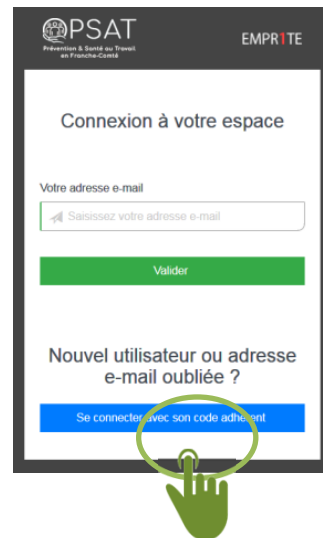 OPSAT
Prévention & Santé au Travail
en Franche-Comté
EMPR1TE
Connexion à votre espace
Votre adresse e-mail
Saisissez votre adresse e-mail
Valider
Nouvel utilisateur ou adresse
e-mail oubliée ?
Se connecter avec son code adhérent